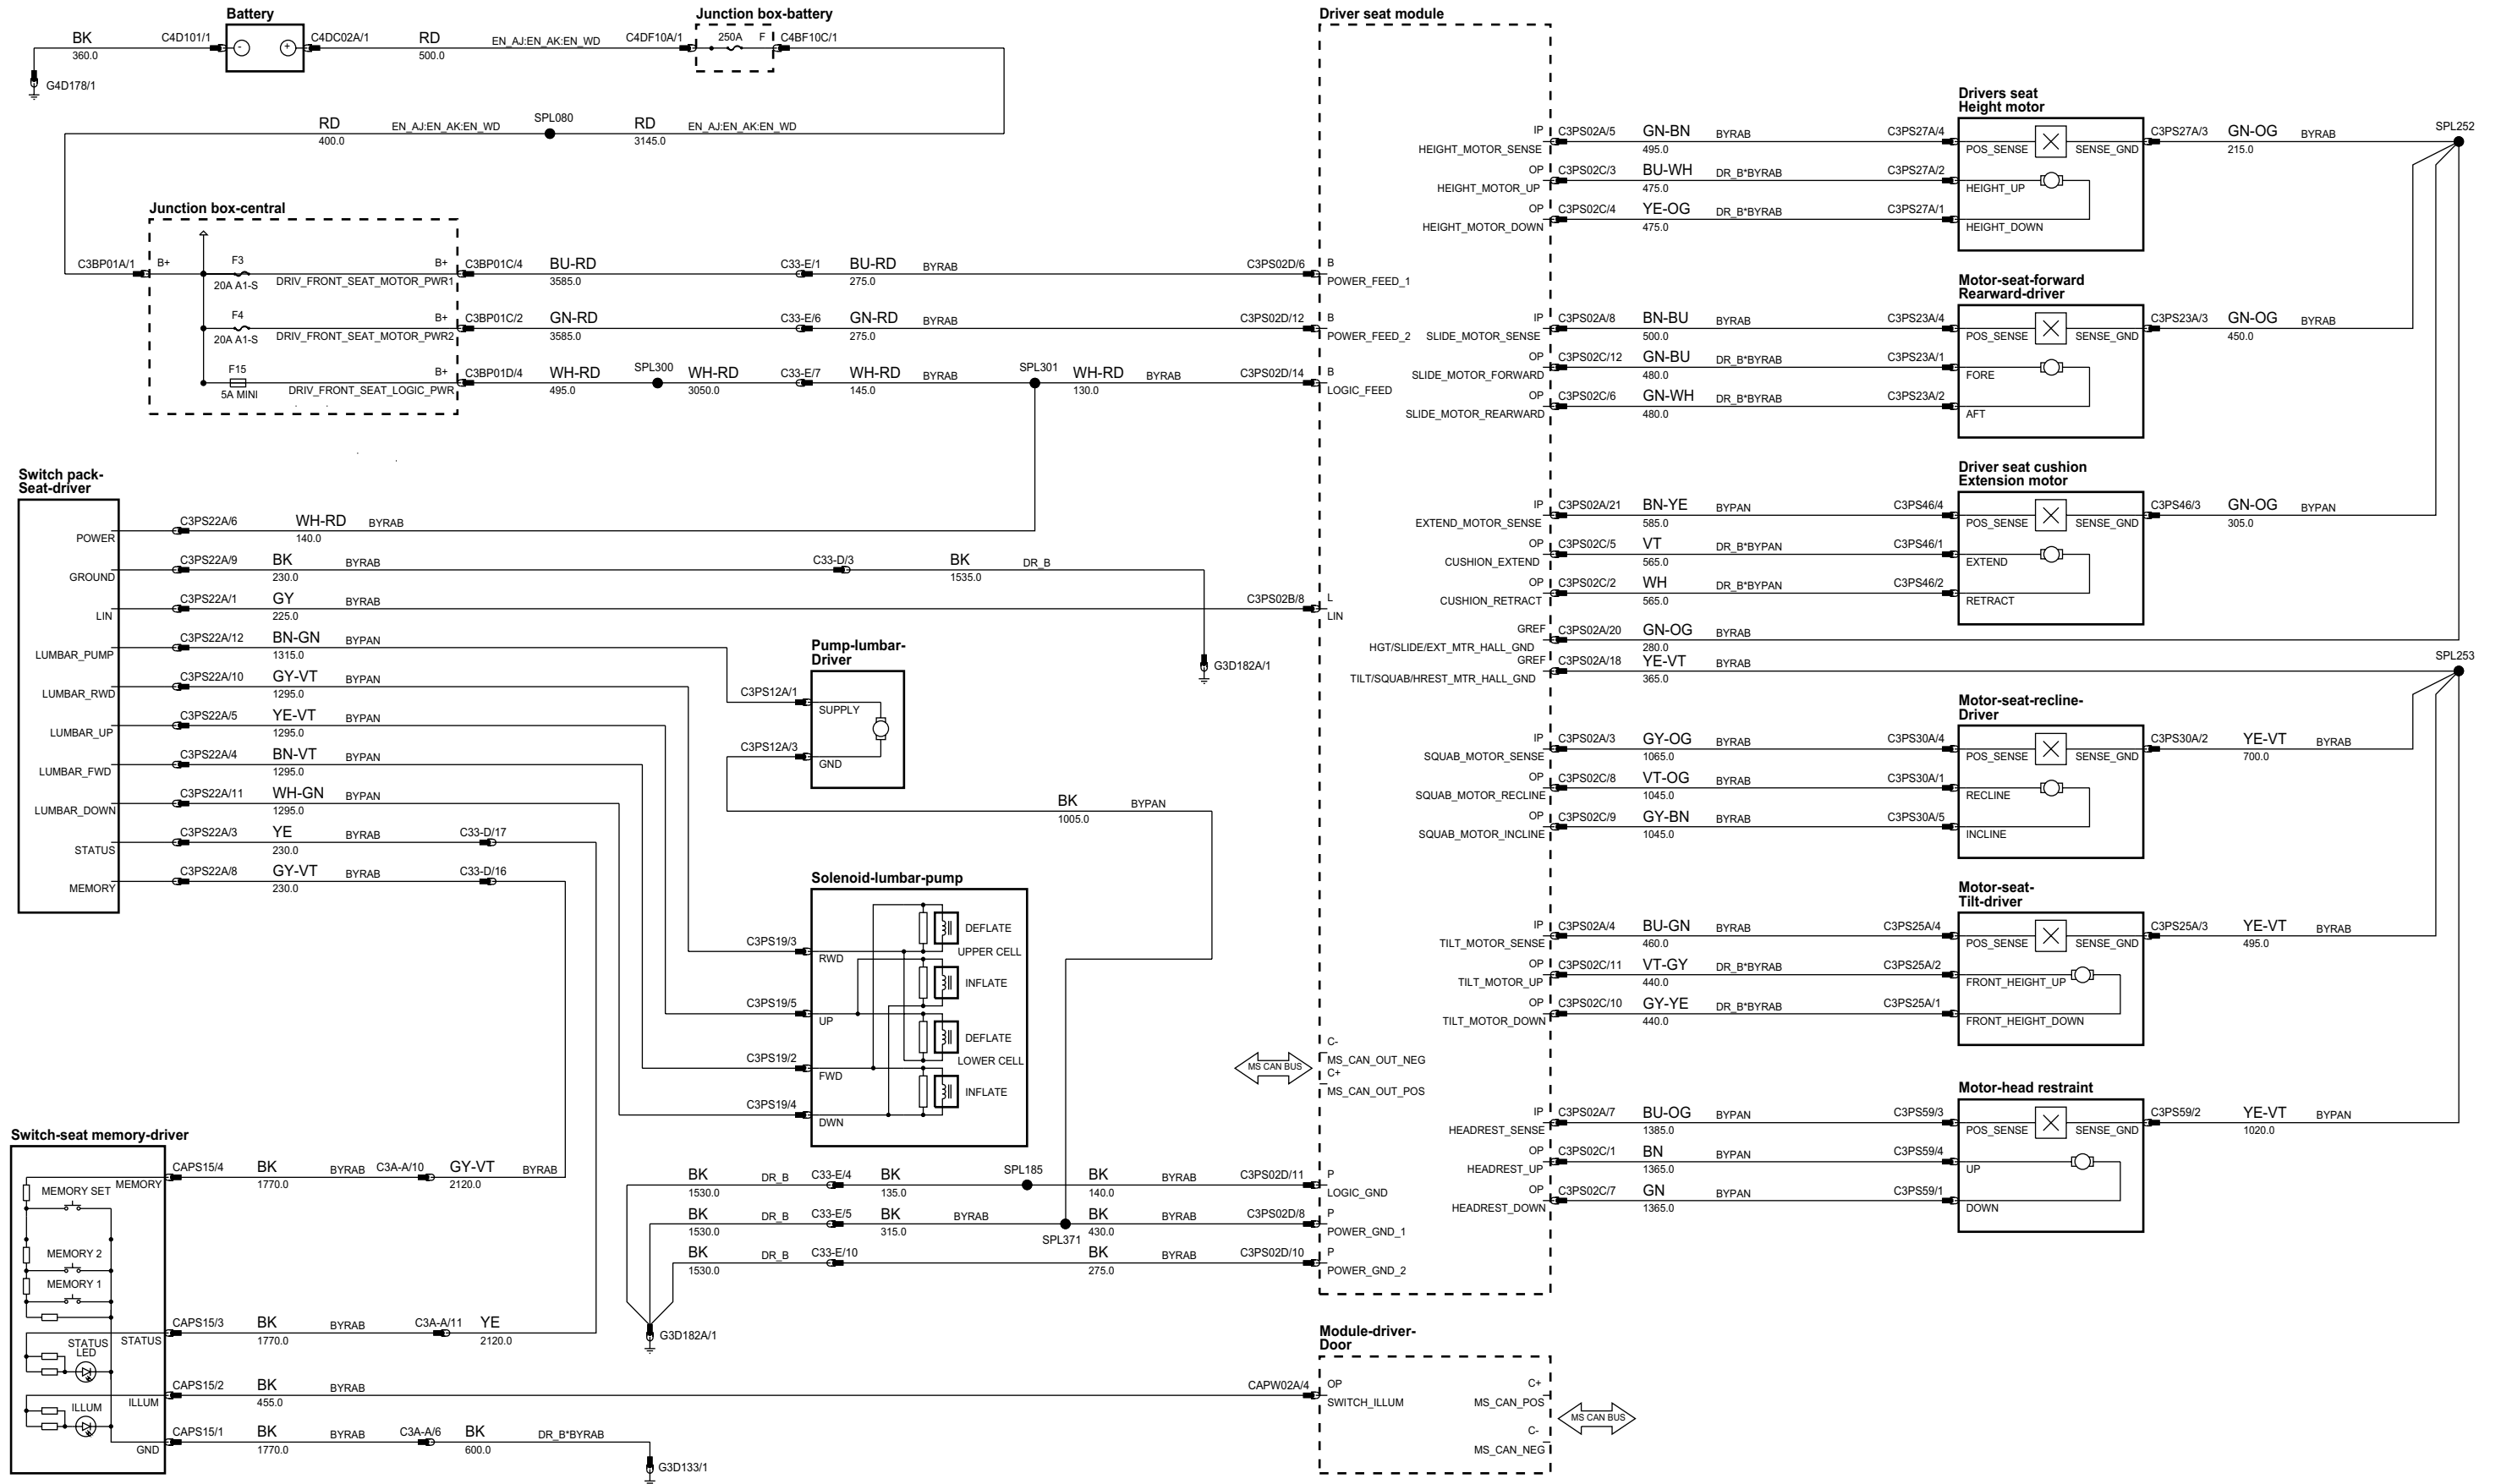 Battery
BK
360.0
C4D101/1
-
+
C4DC02A/1
RD
500.0
EN_AJ:EN_AK:EN_WD
C4DF10A/1
Junction box-battery
250A
F
C4BF10C/1
G4D178/1
RD
400.0
EN_AJ:EN_AK:EN_WD
SPL080
RD
3145.0
EN_AJ:EN_AK:EN_WD
Junction box-central
C3BP01A/1
B+
F3
20A A1-S
B+
DRIV_FRONT_SEAT_MOTOR_PWR1
C3BP01C/4
BU-RD
3585.0
C33-E/1
BU-RD
275.0
BYRAB
C3PS02D/6
F4
20A A1-S
B+
DRIV_FRONT_SEAT_MOTOR_PWR2
C3BP01C/2
GN-RD
3585.0
C33-E/6
GN-RD
275.0
BYRAB
C3PS02D/12
F15
5A MINI
B+
DRIV_FRONT_SEAT_LOGIC_PWR
C3BP01D/4
WH-RD
495.0
SPL300
WH-RD
3050.0
C33-E/7
WH-RD
145.0
BYRAB
SPL301
WH-RD
130.0
BYRAB
C3PS02D/14
Switch pack-
Seat-driver
POWER
C3PS22A/6
WH-RD
140.0
BYRAB
GROUND
C3PS22A/9
BK
230.0
BYRAB
C33-D/3
BK
1535.0
DR_B
G3D182A/1
LIN
C3PS22A/1
GY
225.0
BYRAB
C3PS02B/8
LUMBAR_PUMP
C3PS22A/12
BN-GN
1315.0
BYPAN
LUMBAR_RWD
C3PS22A/10
GY-VT
1295.0
BYPAN
LUMBAR_UP
C3PS22A/5
YE-VT
1295.0
BYPAN
LUMBAR_FWD
C3PS22A/4
BN-VT
1295.0
BYPAN
LUMBAR_DOWN
C3PS22A/11
WH-GN
1295.0
BYPAN
STATUS
C3PS22A/3
YE
230.0
BYRAB
C33-D/17
MEMORY
C3PS22A/8
GY-VT
230.0
BYRAB
C33-D/16
Pump-lumbar-
Driver
C3PS12A/1
SUPPLY
C3PS12A/3
GND
BK
1005.0
BYPAN
Solenoid-lumbar-pump
C3PS19/3
RWD
C3PS19/5
UP
C3PS19/2
FWD
C3PS19/4
DWN
DEFLATE
UPPER CELL
INFLATE
DEFLATE
LOWER CELL
INFLATE
Switch-seat memory-driver
MEMORY
MEMORY SET
MEMORY 2
MEMORY 1
CAPS15/4
BK
1770.0
BYRAB
C3A-A/10
GY-VT
2120.0
BYRAB
STATUS
STATUS
LED
CAPS15/3
BK
1770.0
BYRAB
C3A-A/11
YE
2120.0
ILLUM
ILLUM
CAPS15/2
BK
455.0
BYRAB
CAPW02A/4
GND
CAPS15/1
BK
1770.0
BYRAB
C3A-A/6
BK
600.0
DR_B*BYRAB
G3D133/1
BK
1530.0
DR_B
C33-E/4
BK
135.0
SPL185
BK
140.0
BYRAB
C3PS02D/11
BK
1530.0
DR_B
C33-E/5
BK
315.0
BYRAB
SPL371
BK
430.0
BYRAB
C3PS02D/8
BK
1530.0
DR_B
C33-E/10
BK
275.0
BYRAB
C3PS02D/10
G3D182A/1
Driver seat module
B
POWER_FEED_1
B
POWER_FEED_2
B
LOGIC_FEED
L
LIN
MS CAN BUS
C-
MS_CAN_OUT_NEG
C+
MS_CAN_OUT_POS
P
LOGIC_GND
P
POWER_GND_1
P
POWER_GND_2
IP
HEIGHT_MOTOR_SENSE
C3PS02A/5
GN-BN
495.0
BYRAB
C3PS27A/4
OP
HEIGHT_MOTOR_UP
C3PS02C/3
BU-WH
475.0
DR_B*BYRAB
C3PS27A/2
OP
HEIGHT_MOTOR_DOWN
C3PS02C/4
YE-OG
475.0
DR_B*BYRAB
C3PS27A/1
Drivers seat
Height motor
POS_SENSE
SENSE_GND
HEIGHT_UP
HEIGHT_DOWN
C3PS27A/3
GN-OG
215.0
BYRAB
SPL252
IP
SLIDE_MOTOR_SENSE
C3PS02A/8
BN-BU
500.0
BYRAB
C3PS23A/4
OP
SLIDE_MOTOR_FORWARD
C3PS02C/12
GN-BU
480.0
DR_B*BYRAB
C3PS23A/1
OP
SLIDE_MOTOR_REARWARD
C3PS02C/6
GN-WH
480.0
DR_B*BYRAB
C3PS23A/2
Motor-seat-forward
Rearward-driver
POS_SENSE
SENSE_GND
FORE
AFT
C3PS23A/3
GN-OG
450.0
BYRAB
IP
EXTEND_MOTOR_SENSE
C3PS02A/21
BN-YE
585.0
BYPAN
C3PS46/4
OP
CUSHION_EXTEND
C3PS02C/5
VT
565.0
DR_B*BYPAN
C3PS46/1
OP
CUSHION_RETRACT
C3PS02C/2
WH
565.0
DR_B*BYPAN
C3PS46/2
Driver seat cushion
Extension motor
POS_SENSE
SENSE_GND
EXTEND
RETRACT
C3PS46/3
GN-OG
305.0
BYPAN
GREF
HGT/SLIDE/EXT_MTR_HALL_GND
C3PS02A/20
GN-OG
280.0
BYRAB
GREF
TILT/SQUAB/HREST_MTR_HALL_GND
C3PS02A/18
YE-VT
365.0
BYRAB
SPL253
IP
SQUAB_MOTOR_SENSE
C3PS02A/3
GY-OG
1065.0
BYRAB
C3PS30A/4
OP
SQUAB_MOTOR_RECLINE
C3PS02C/8
VT-OG
1045.0
BYRAB
C3PS30A/1
OP
SQUAB_MOTOR_INCLINE
C3PS02C/9
GY-BN
1045.0
BYRAB
C3PS30A/5
Motor-seat-recline-
Driver
POS_SENSE
SENSE_GND
RECLINE
INCLINE
C3PS30A/2
YE-VT
700.0
BYRAB
IP
TILT_MOTOR_SENSE
C3PS02A/4
BU-GN
460.0
BYRAB
C3PS25A/4
OP
TILT_MOTOR_UP
C3PS02C/11
VT-GY
440.0
DR_B*BYRAB
C3PS25A/2
OP
TILT_MOTOR_DOWN
C3PS02C/10
GY-YE
440.0
DR_B*BYRAB
C3PS25A/1
Motor-seat-
Tilt-driver
POS_SENSE
SENSE_GND
FRONT_HEIGHT_UP
FRONT_HEIGHT_DOWN
C3PS25A/3
YE-VT
495.0
BYRAB
IP
HEADREST_SENSE
C3PS02A/7
BU-OG
1385.0
BYPAN
C3PS59/3
OP
HEADREST_UP
C3PS02C/1
BN
1365.0
BYPAN
C3PS59/4
OP
HEADREST_DOWN
C3PS02C/7
GN
1365.0
BYPAN
C3PS59/1
Motor-head restraint
POS_SENSE
SENSE_GND
UP
DOWN
C3PS59/2
YE-VT
1020.0
BYPAN
Module-driver-
Door
OP
SWITCH_ILLUM
C+
MS_CAN_POS
C-
MS_CAN_NEG
MS CAN BUS